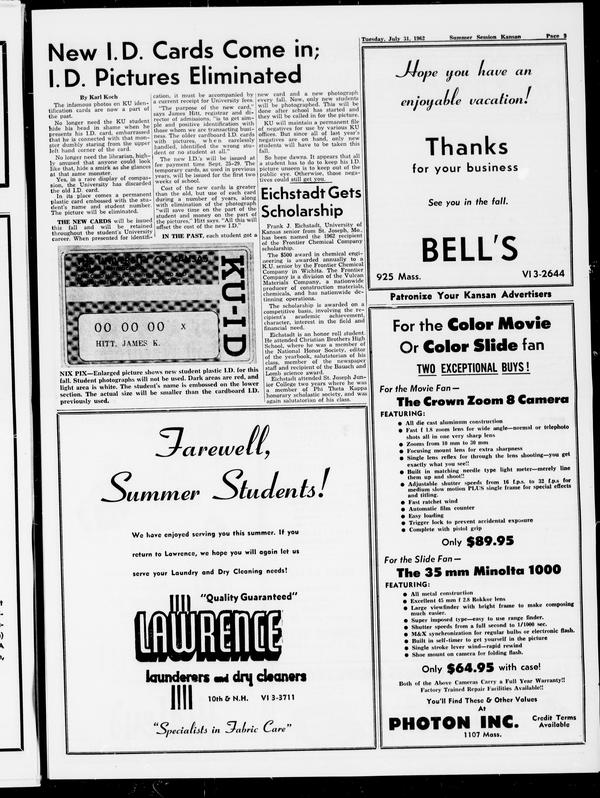 Tuesday, July 31, 1962 Summer Session Kansan Page 3
New I.D. Cards Come in;
I.D. Pictures Eliminated
By Karl Koch
The infamous photos on KU iden-
tification cards are now a part of
the past.
No longer need the KU student
hide his head in shame when he
presents his I.D. card, embarrassed
that he is connected with that mon-
ster dumbly staring from the upper
left hand corner of the card.
No longer need the librarian, high-
ly amused that anyone could look
like that, hide a smirk as she glances
at that same monster.
Yes, in a rare display of compas-
sion, the University has discarded
the old I.D. card.
In its place comes a permanent
plastic card embossed with the stu-
dent's name and student number.
The picture will be eliminated.
THE NEW CARDS will be issued
this fall and will be retained
throughout the student's University
career. When presented for identifi-
cation, it must be accompanied by
a current receipt for University fees.
"The purpose of the new card,"
says James Hitt, registrar and di-
rector of admissions, "is to get sim-
ple and positive identification with
those whom we are transacting busi-
ness. The older cardboard I.D. cards
with pictures, when carelessly
handled, identified the wrong stu-
dent or no student at all."
The new I.D.'s will be issued at
fee payment time Sept. 25-29. The
temporary cards, as used in previous
years, will be issued for the first two
weeks of school.
Cost of the new cards is greater
than the old, but use of each card
during a number of years, along
with elimination of the photograph
"will save time on the part of the
student and money on the part of
the pictures," Hitt says. "All this will
offset the cost of the new I.D."
IN THE PAST, each student got a
new card and a new photograph
every fall. Now, only new students
will be photographed. This will be
done after school has started and
they will be called in for the picture.
KU will maintain a permanent file
of negatives for use by various KU
offices. But since all of last year's
negatives are on hand only new
students will have to be taken this
fall.
So hope dawns. It appears that all
a student has to do to keep his I.D.
picture unseen is to keep out of the
public eye. Otherwise, those nega-
tives could still get you.
KU-ID
00 00 00 x
HITT, JAMES K.
NIX PIX—Enlarged picture shows new student plastic I.D. for this
fall. Student photographs will not be used. Dark areas are red, and
light area is white. The student's name is embossed on the lower
section. The actual size will be smaller than the cardboard I.D.
previously used.
Eichstadt Gets
Scholarship
Frank J. Eichstadt, University of
Kansas senior from St. Joseph, Mo.,
has been named the 1962 recipient
of the Frontier Chemical Company
scholarship.
The $500 award in chemical engi-
neering is awarded annually to a
K.U. senior by the Frontier Chemical
Company in Wichita. The Frontier
Company is a division of the Vulcan
Materials Company, a nationwide
producer of construction materials,
chemicals, and has nationwide de-
tinning operations.
The scholarship is awarded on a
competitive basis, involving the re-
cipient's academic achievement,
character, interest in the field and
financial need.
Eichstadt is an honor roll student.
He attended Christian Brothers High
School, where he was a member of
the National Honor Society, editor
of the yearbook, salutatorian of his
class, member of the newspaper
staff and recipient of the Bausch and
Lomb science award.
Eichstadt attended St. Joseph Jun-
ior College two years where he was
a member of Phi Theta Kappa
honorary scholastic society, and was
again salutatorian of his class.
Hope you have an
enjoyable vacation!
Thanks
for your business
See you in the fall.
BELL'S
925 Mass. VI 3-2644
Patronize Your Kansan Advertisers
For the Color Movie
Or Color Slide fan
TWO EXCEPTIONAL BUYS!
For the Movie Fan—
The Crown Zoom 8 Camera
FEATURING:
All die cast aluminum construction
Fast f 1.8 zoom lens for wide angle—normal or telephoto
shots all in one very sharp lens
Zooms from 10 mm to 30 mm
Focusing mount lens for extra sharpness
Single lens reflex for through the lens shooting—you get
exactly what you see!!
Built in matching needle type light meter—merely line
them up and shoot!!
Adjustable shutter speeds from 16 f.p.s. to 32 f.p.s for
medium slow motion PLUS single frame for special effects
and titling.
Fast ratchet wind
Automatic film counter
Easy loading
Trigger lock to prevent accidental exposure
Complete with pistol grip
Only $89.95
For the Slide Fan—
The 35 mm Minolta 1000
FEATURING:
All metal construction
Excellent 45 mm f 2.8 Rokkor lens
Large viewfinder with bright frame to make composing
much easier.
Super imposed type—easy to use range finder.
Shutter speeds from a full second to 1/1000 sec.
M&X synchronization for regular bulbs or electronic flash.
Built in self-timer to get yourself in the picture
Single stroke lever wind—rapid rewind
Shoe mount on camera for folding flash.
Only $64.95 with case!
Both of the Above Cameras Carry a Full Year Warranty!!
Factory Trained Repair Facilities Available!!
You'll Find These & Other Values
At
PHOTON INC. Credit Terms
Available
1107 Mass.
Farewell,
Summer Students!
We have enjoyed serving you this summer. If you
return to Lawrence, we hope you will again let us
serve your Laundry and Dry Cleaning needs!
"Quality Guaranteed"
LAWRENCE
launderers and dry cleaners
10th & N.H. VI 3-3711
"Specialists in Fabric Care"